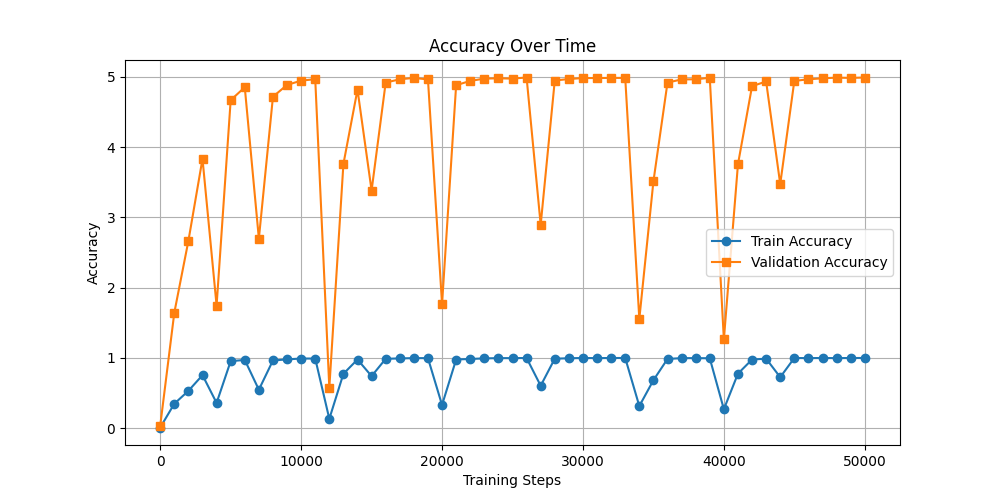 Accuracy Over Time
Accuracy
5
4
3
2
1
0
Train Accuracy
Validation Accuracy
0 10000 20000 30000 40000 50000
Training Steps